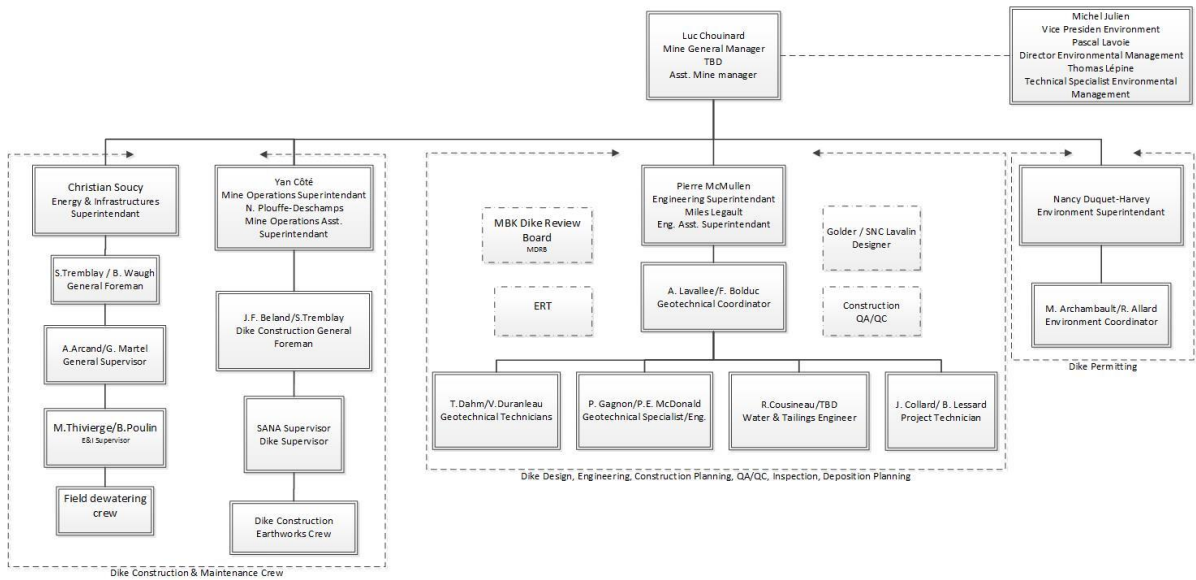 Luc Chouinard
Mine General Manager
TBD
Asst. Mine manager
Michel Julien
Vice Presiden Environment
Pascal Lavoie
Director Environmental Management
Thomas Lépine
Technical Specialist Environmental
Management
Christian Soucy
Energy & Infrastructures
Superintendant
S.Tremblay / B. Waugh
General Foreman
A.Arcand/G. Martel
General Supervisor
M.Thivierge/B.Poulin
E&I Supervisor
Field dewatering
crew
Yan Côté
Mine Operations Superintendant
N. Plouffe-Deschamps
Mine Operations Asst.
Superintendant
J.F. Beland/S.Tremblay
Dike Construction General
Foreman
SANA Supervisor
Dike Supervisor
Dike Construction
Earthworks Crew
Dike Construction & Maintenance Crew
MBK Dike Review
Board
MDRB
ERT
Pierre McMullen
Engineering Superintendant
Miles Legault
Eng. Asst. Superintendant
A. Lavallee/F. Bolduc
Geotechnical Coordinator
Golder / SNC Lavalin
Designer
Construction
QA/QC
T.Dahm/V.Duranleau
Geotechnical Technicians
P. Gagnon/P.E. McDonald
Geotechnical Specialist/Eng.
R.Cousineau/TBD
Water & Tailings Engineer
J. Collard/ B. Lessard
Project Technician
Dike Design, Engineering, Construction Planning, QA/QC, Inspection, Deposition Planning
Nancy Duquet-Harvey
Environment Superintendant
M. Archambault/R. Allard
Environment Coordinator
Dike Permitting